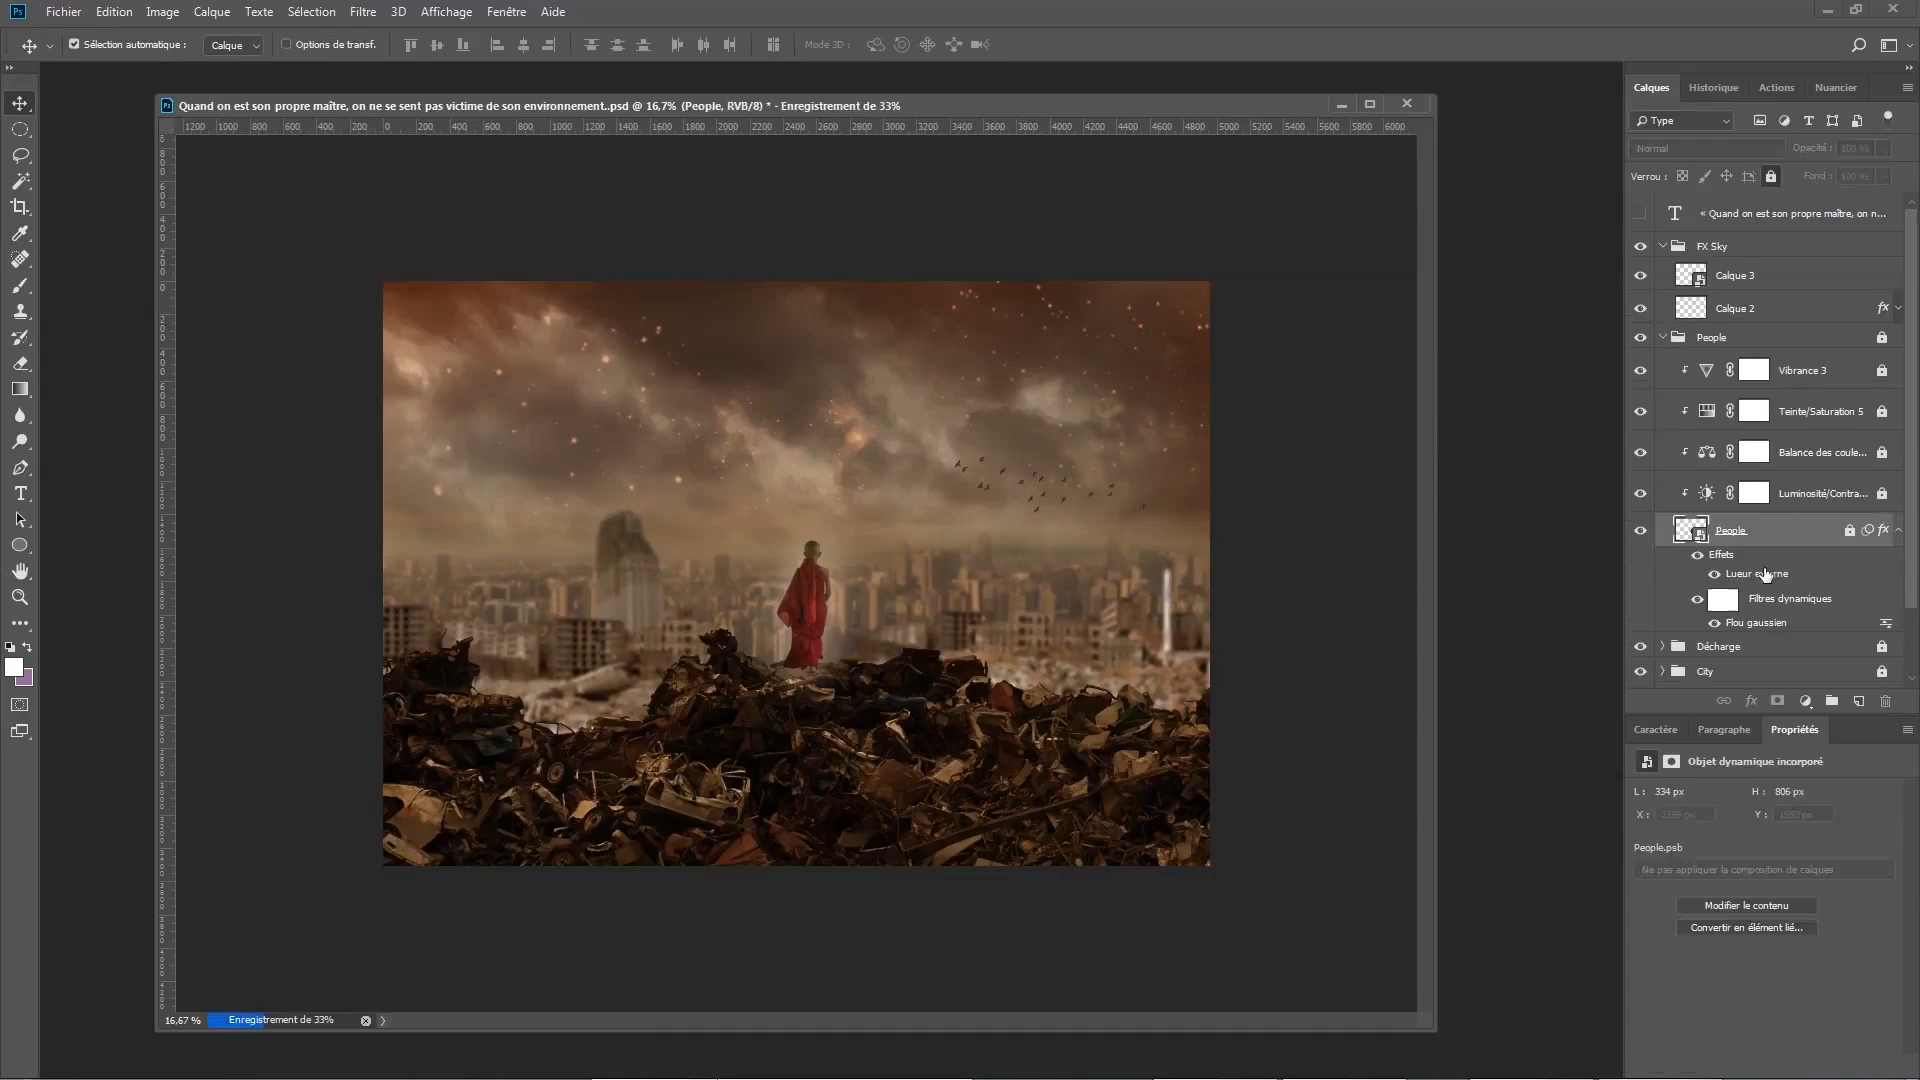 Ps Fichier Edition Image Calque Texte Sélection Filtre 3D Affichage Fenêtre Aide
Sélection automatique : Calque Options de transf. Mode 3D :
Ps Quand on est son propre maître, on ne se sent pas victime de son environnement..psd @ 16,7% (People, RVB/8) * - Enregistrement de 33%
1200 1000 800 600 400 200 0 200 400 600 800 1000 1200 1400 1600 1800 2000 2200 2400 2600 2800 3000 3200 3400 3600 3800 4000 4200 4400 4600 4800 5000 5200 5400 5600 5800 6000
16,67 % Enregistrement de 33%
Calques Historique Actions Nuancier
Type
Normal Opacité : 100 %
Verrou : Fond : 100 %
T « Quand on est son propre maître, on n...
FX Sky
Calque 3
Calque 2 fx
People
Vibrance 3
Teinte/Saturation 5
Balance des coule...
Luminosité/Contra...
People fx
Effets
Lueur
Filtres dynamiques
Flou gaussien
Décharge
City
fx
Caractère Paragraphe Propriétés
Objet dynamique incorporé
L : 334 px H : 806 px
X : Y :
People.psb
Ne pas appliquer la composition de calques
Modifier le contenu
Convertir en élément lié...